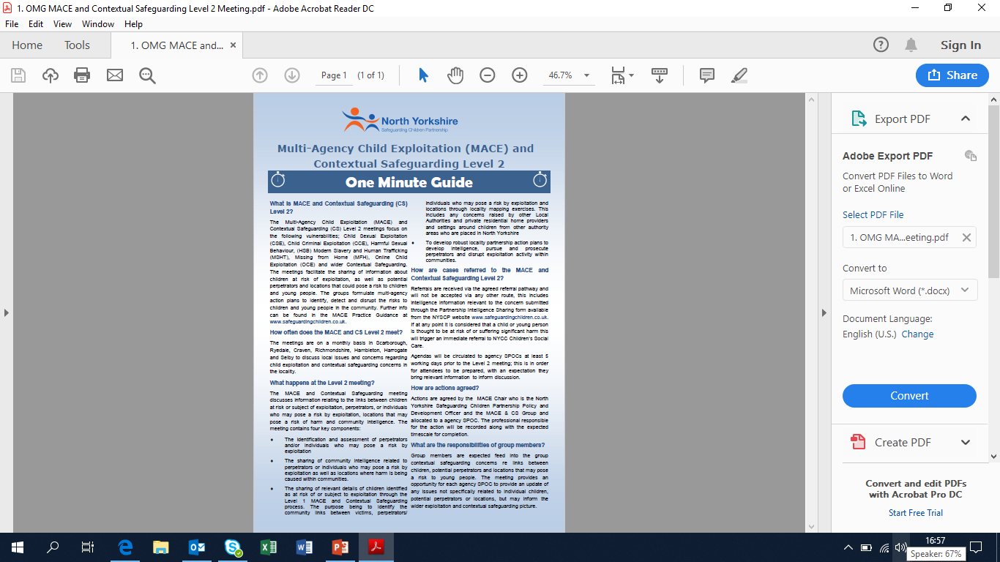 1. OMG MACE and Contextual Safeguarding Level 2 Meeting.pdf - Adobe Acrobat Reader DC
File Edit View Window Help
Home Tools 1. OMG MACE and... × Sign In
Page 1 (1 of 1) 46.7% Share
North Yorkshire
Safeguarding Children Partnership
Multi-Agency Child Exploitation (MACE) and
Contextual Safeguarding Level 2
One Minute Guide
What is MACE and Contextual Safeguarding (CS)
Level 2?
The Multi-Agency Child Exploitation (MACE) and
Contextual Safeguarding (CS) Level 2 meetings focus on
the following vulnerabilities; Child Sexual Exploitation
(CSE), Child Criminal Exploitation (CCE), Harmful Sexual
Behaviour, (HSB) Modern Slavery and Human Trafficking
(MSHT), Missing from Home (MFH), Online Child
Exploitation (OCE) and wider Contextual Safeguarding.
The meetings facilitate the sharing of information about
children at risk of exploitation, as well as potential
perpetrators and locations that could pose a risk to children
and young people. The groups formulate multi-agency
action plans to identify, detect and disrupt the risks to
children and young people in the community. Further info
can be found in the MACE Practice Guidance at
www.safeguardingchildren.co.uk.
How often does the MACE and CS Level 2 meet?
The meetings are on a monthly basis in Scarborough,
Ryedale, Craven, Richmondshire, Hambleton, Harrogate
and Selby to discuss local issues and concerns regarding
child exploitation and contextual safeguarding concerns in
the locality.
What happens at the Level 2 meeting?
The MACE and Contextual Safeguarding meeting
discusses information relating to the links between children
at risk or subject of exploitation, perpetrators, or individuals
who may pose a risk by exploitation, locations that may
pose a risk of harm and community intelligence. The
meeting contains four key components:
♦ The identification and assessment of perpetrators
and/or individuals who may pose a risk by
exploitation
♦ The sharing of community intelligence related to
perpetrators or individuals who may pose a risk by
exploitation as well as locations where harm is being
caused within communities.
♦ The sharing of relevant details of children identified
as at risk of or subject to exploitation through the
Level 1 MACE and Contextual Safeguarding
process. The purpose being to identify the
community links between victims, perpetrators/
individuals who may pose a risk by exploitation and
locations through locality mapping exercises. This
includes any concerns raised by other Local
Authorities and private residential home providers
and settings around children from other authority
areas who are placed in North Yorkshire
♦ To develop robust locality partnership action plans to
develop intelligence, pursue and prosecute
perpetrators and disrupt exploitation activity within
communities.
How are cases referred to the MACE and
Contextual Safeguarding Level 2?
Referrals are received via the agreed referral pathway and
will not be accepted via any other route, this includes
intelligence information relevant to the concern submitted
through the Partnership Intelligence Sharing form available
from the NYSCP website www.safeguardingchildren.co.uk.
If at any point it is considered that a child or young person
is thought to be at risk of or suffering significant harm this
will trigger an immediate referral to NYCC Children's Social
Care.
Agendas will be circulated to agency SPOCs at least 5
working days prior to the Level 2 meeting; this is in order
for attendees to be prepared, with an expectation they
bring relevant information to inform discussion.
How are actions agreed?
Actions are agreed by the MACE Chair who is the North
Yorkshire Safeguarding Children Partnership Policy and
Development Officer and the MACE & CS Group and
allocated to a agency SPOC. The professional responsible
for the action will be recorded along with the expected
timescale for completion.
What are the responsibilities of group members?
Group members are expected feed into the group
contextual safeguarding concerns re links between
children, potential perpetrators and locations that may pose
a risk to young people. The meeting provides an
opportunity for each agency SPOC to provide an update of
any issues not specifically related to individual children,
potential perpetrators or locations, but may inform the
wider exploitation and contextual safeguarding picture.
Export PDF
Adobe Export PDF
Convert PDF Files to Word
or Excel Online
Select PDF File
1. OMG MA...eeting.pdf
Convert to
Microsoft Word (*.docx)
Document Language:
English (U.S.) Change
Convert
Create PDF
Convert and edit PDFs
with Acrobat Pro DC
Start Free Trial
16:57
Speaker: 67%